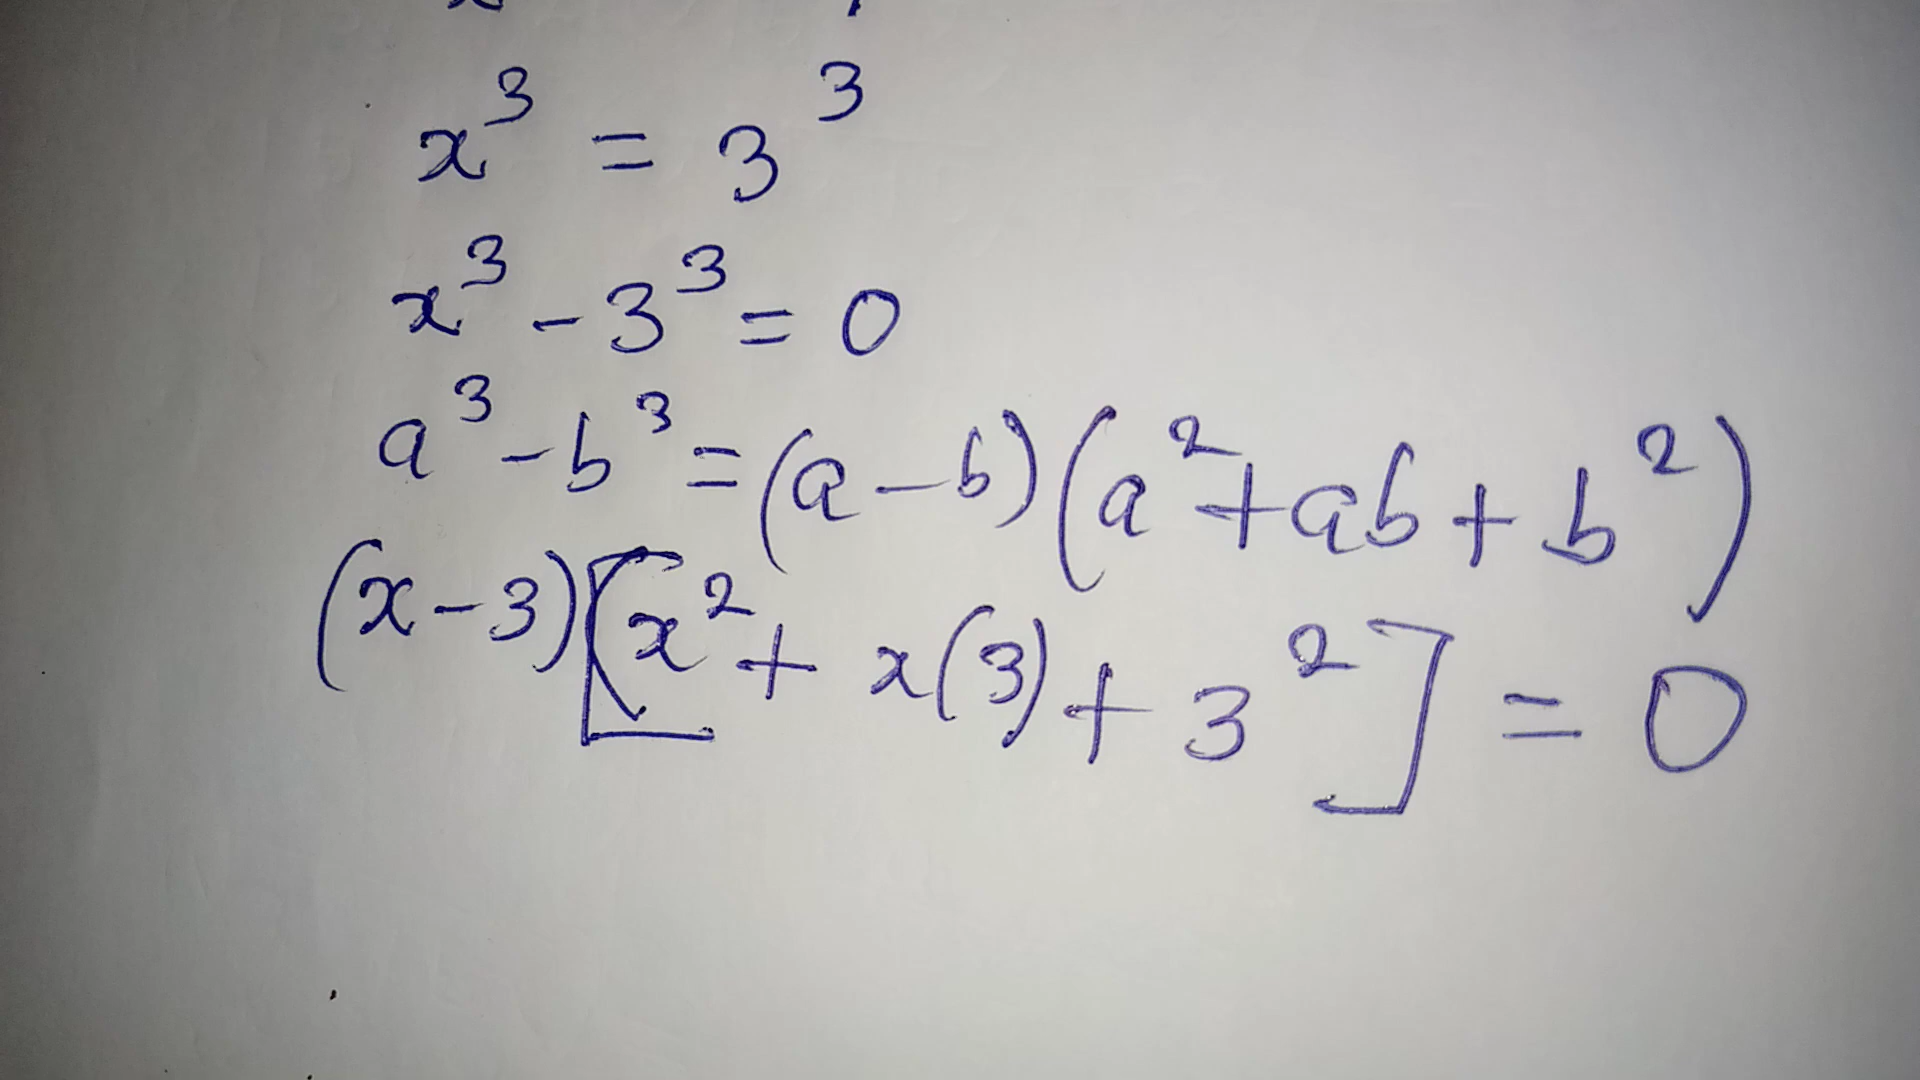 x³ = 3³
x³ - 3³ = 0
a³ - b³ = (a - b)(a² + ab + b²)
(x - 3)[x² + x(3) + 3²] = 0